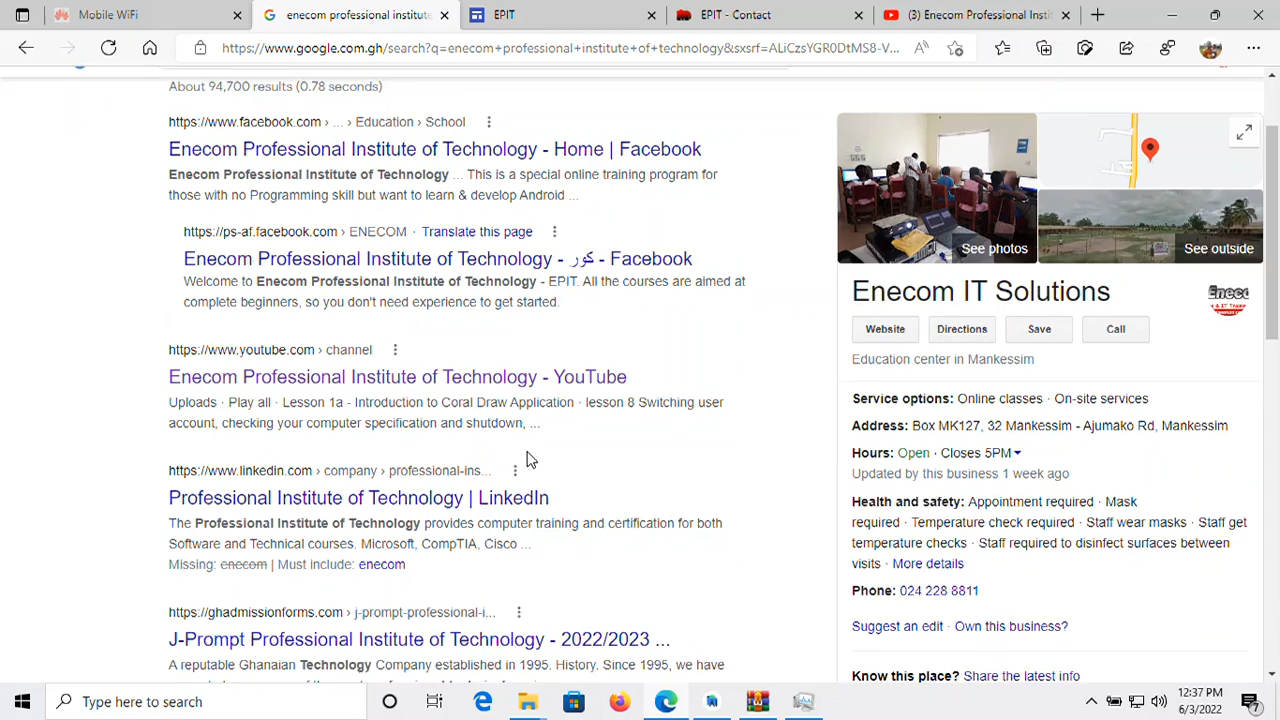 Mobile WiFi
enecom professional institute
EPIT
EPIT - Contact
(3) Enecom Professional Insti
https://www.google.com.gh/search?q=enecom+professional+institute+of+technology&sxsrf=ALiCzsYGR0DtMS8-V...
About 94,700 results (0.78 seconds)
https://www.facebook.com › ... › Education › School
Enecom Professional Institute of Technology - Home | Facebook
Enecom Professional Institute of Technology ... This is a special online training program for
those with no Programming skill but want to learn & develop Android ...
https://ps-af.facebook.com › ENECOM · Translate this page
Enecom Professional Institute of Technology - کور - Facebook
Welcome to Enecom Professional Institute of Technology - EPIT. All the courses are aimed at
complete beginners, so you don't need experience to get started.
https://www.youtube.com › channel
Enecom Professional Institute of Technology - YouTube
Uploads · Play all · Lesson 1a - Introduction to Coral Draw Application · lesson 8 Switching user
account, checking your computer specification and shutdown, ...
https://www.linkedin.com › company › professional-ins...
Professional Institute of Technology | LinkedIn
The Professional Institute of Technology provides computer training and certification for both
Software and Technical courses. Microsoft, CompTIA, Cisco ...
Missing: enecom | Must include: enecom
https://ghadmissionforms.com › j-prompt-professional-i...
J-Prompt Professional Institute of Technology - 2022/2023 ...
A reputable Ghanaian Technology Company established in 1995. History. Since 1995, we have
See photos
See outside
Enecom IT Solutions
Eneco
Website
Directions
Save
Call
Education center in Mankessim
Service options: Online classes · On-site services
Address: Box MK127, 32 Mankessim - Ajumako Rd, Mankessim
Hours: Open · Closes 5PM
Updated by this business 1 week ago
Health and safety: Appointment required · Mask
required · Temperature check required · Staff wear masks · Staff get
temperature checks · Staff required to disinfect surfaces between
visits · More details
Phone: 024 228 8811
Suggest an edit · Own this business?
Know this place? Share the latest info
Type here to search
12:37 PM
6/3/2022
7